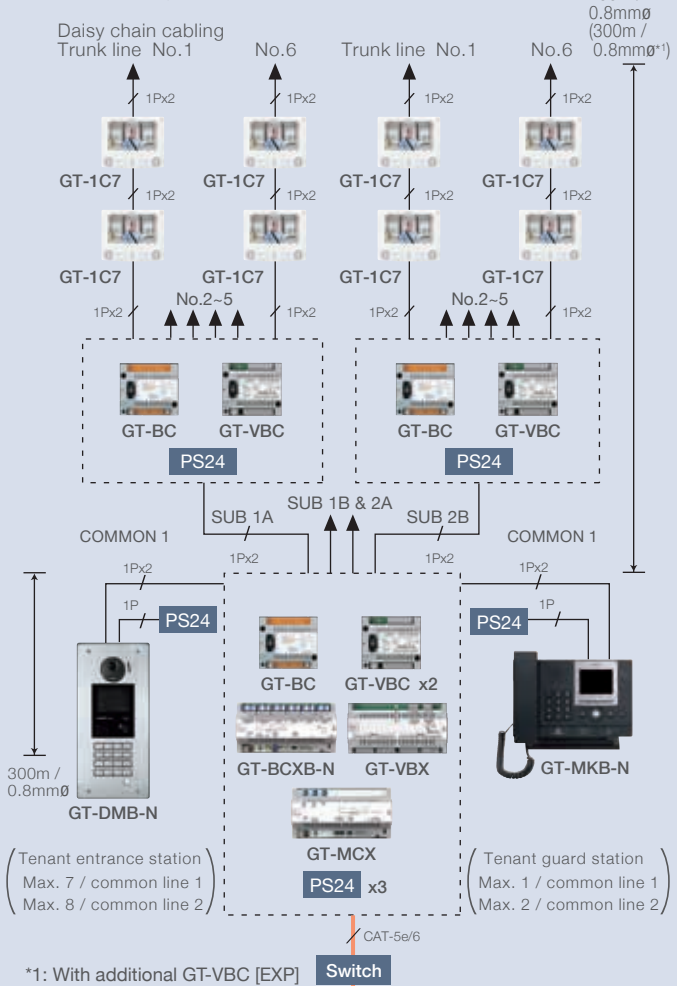 0.8mmø
(300m /
0.8mmø*1)
Daisy chain cabling
Trunk line No.1 No.6 Trunk line No.1 No.6
1Px2 1Px2 1Px2 1Px2
GT-1C7 GT-1C7 GT-1C7 GT-1C7
1Px2 1Px2 1Px2 1Px2
GT-1C7 GT-1C7 GT-1C7 GT-1C7
1Px2 No.2~5 1Px2 1Px2 No.2~5 1Px2
GT-BC GT-VBC GT-BC GT-VBC
PS24 PS24
SUB 1A SUB 1B & 2A SUB 2B
COMMON 1 COMMON 1
1Px2 1Px2 1Px2 1Px2
1P PS24 PS24 1P
GT-BC GT-VBC x2
GT-BCXB-N GT-VBX
300m /
0.8mmø
GT-DMB-N GT-MKB-N
GT-MCX
PS24 x3
(Tenant entrance station
Max. 7 / common line 1
Max. 8 / common line 2)
(Tenant guard station
Max. 1 / common line 1
Max. 2 / common line 2)
CAT-5e/6
*1: With additional GT-VBC [EXP] Switch